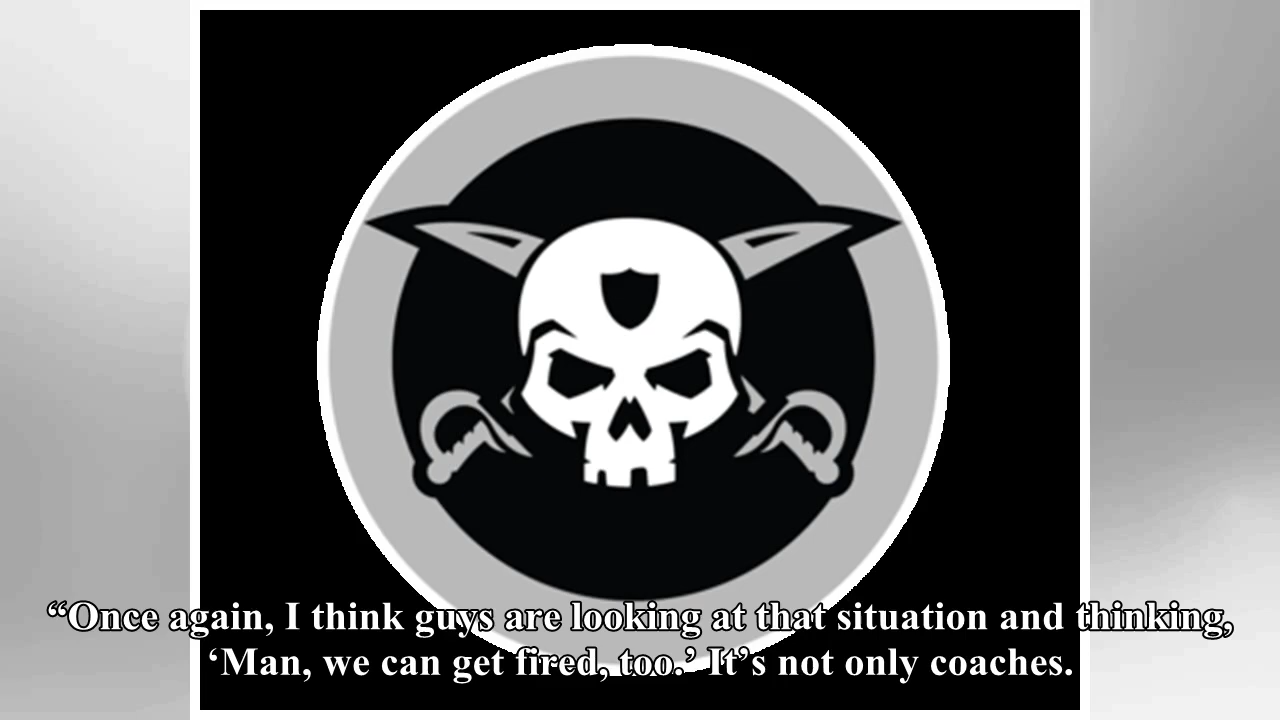 “Once again, I think guys are looking at that situation and thinking,
‘Man, we can get fired, too.’ It’s not only coaches.